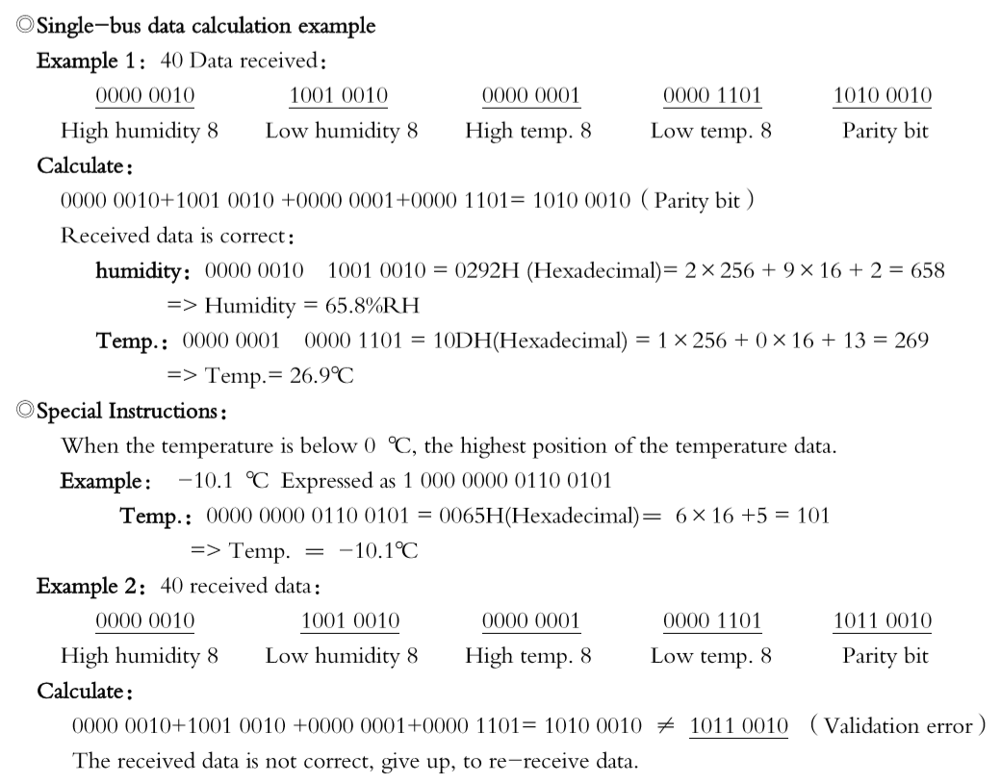 ◎Single-bus data calculation example
Example 1: 40 Data received:
0000 0010 1001 0010 0000 0001 0000 1101 1010 0010
High humidity 8 Low humidity 8 High temp. 8 Low temp. 8 Parity bit
Calculate:
0000 0010+1001 0010 +0000 0001+0000 1101= 1010 0010 (Parity bit)
Received data is correct:
humidity: 0000 0010 1001 0010 = 0292H (Hexadecimal)= 2×256 + 9×16 + 2 = 658
=> Humidity = 65.8%RH
Temp.: 0000 0001 0000 1101 = 10DH(Hexadecimal) = 1×256 + 0×16 + 13 = 269
=> Temp.= 26.9℃
◎Special Instructions:
When the temperature is below 0 ℃, the highest position of the temperature data.
Example: -10.1 ℃ Expressed as 1 000 0000 0110 0101
Temp.: 0000 0000 0110 0101 = 0065H(Hexadecimal)= 6×16 +5 = 101
=> Temp. = -10.1℃
Example 2: 40 received data:
0000 0010 1001 0010 0000 0001 0000 1101 1011 0010
High humidity 8 Low humidity 8 High temp. 8 Low temp. 8 Parity bit
Calculate:
0000 0010+1001 0010 +0000 0001+0000 1101= 1010 0010 ≠ 1011 0010 (Validation error)
The received data is not correct, give up, to re-receive data.